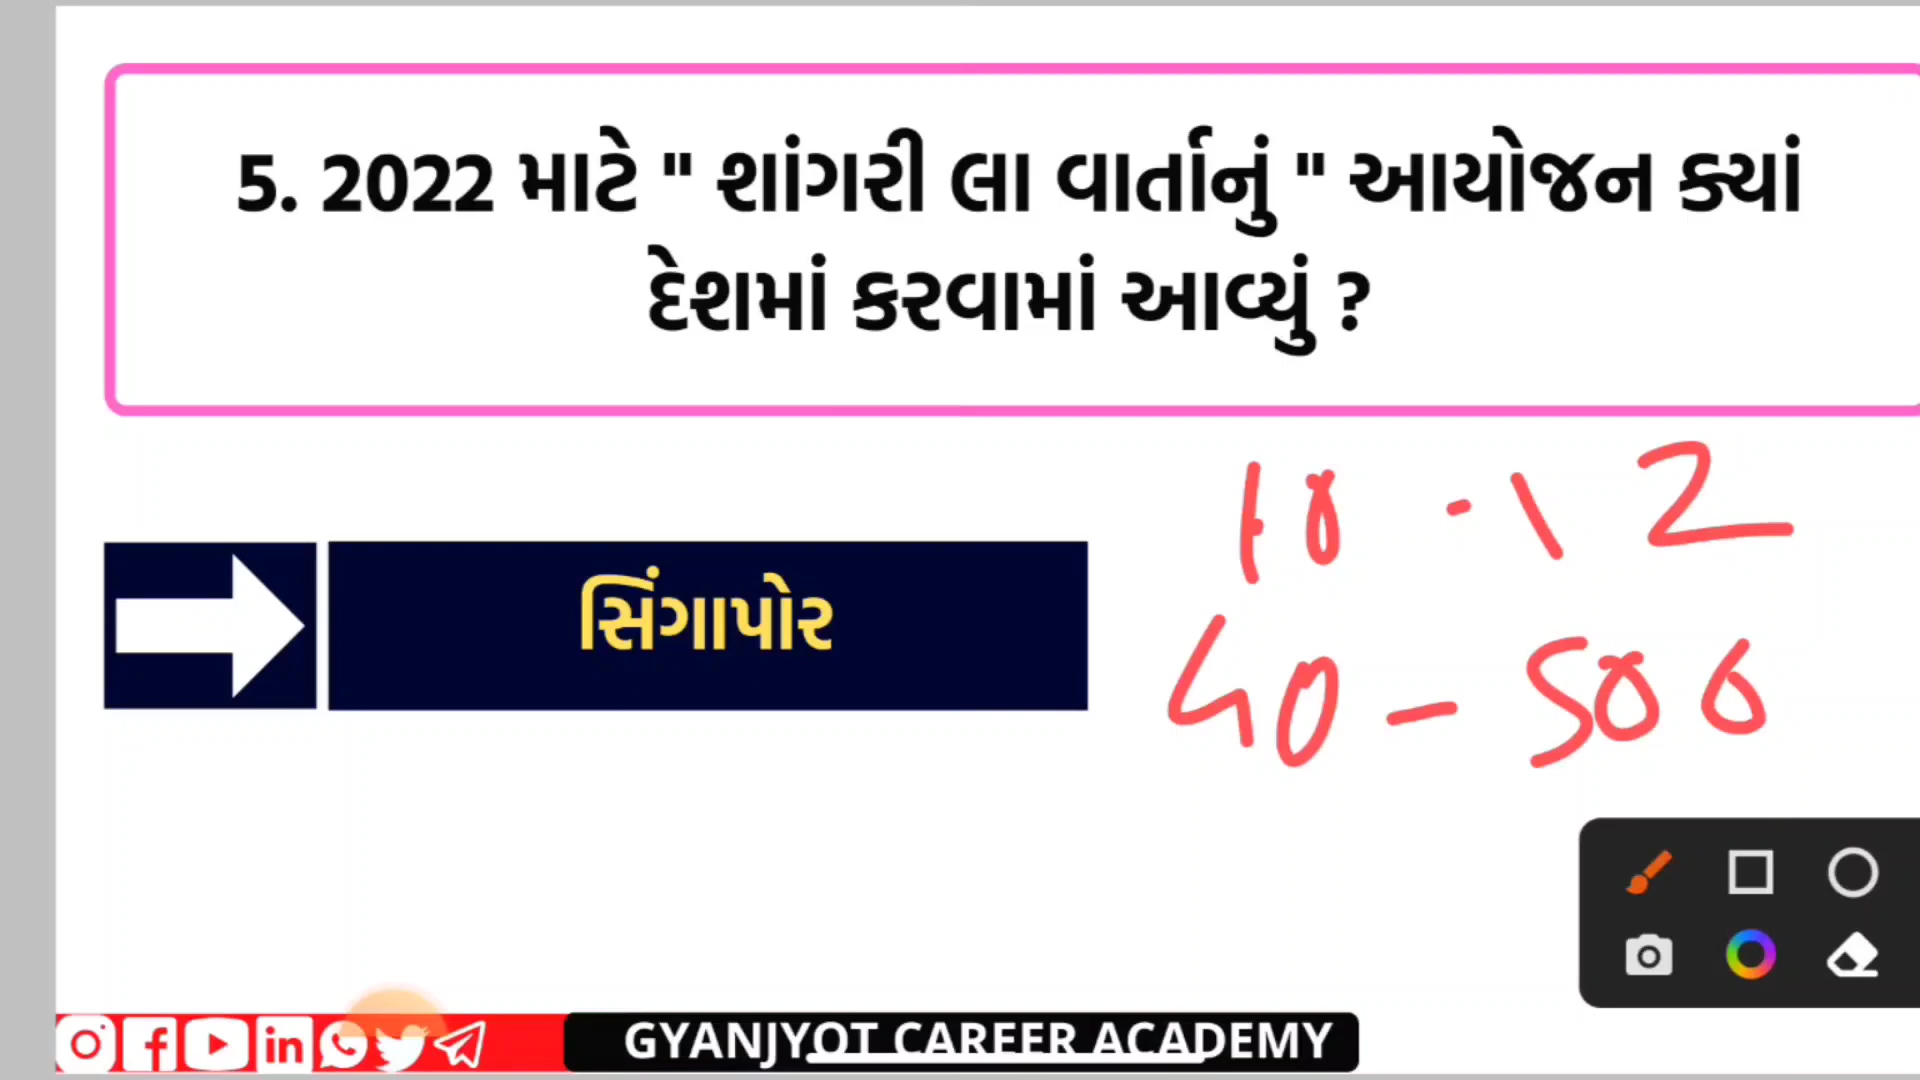 5. 2022 માટે " શાંગરી લા વાર્તાનું " આયોજન ક્યાં
દેશમાં કરવામાં આવ્યું ?
10 - 12
સિંગાપોર
40 - 500
GYANJYOT CAREER ACADEMY